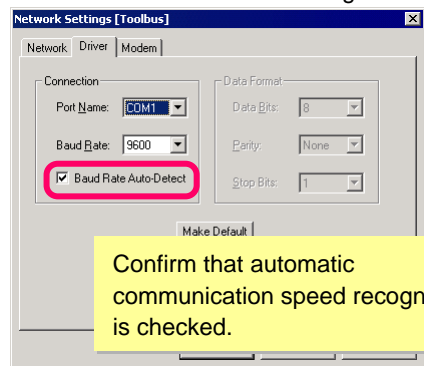 Network Settings [Toolbus]
Network Driver Modem
Connection
Data Format
Port Name: COM1
Data Bits: 8
Baud Rate: 9600
Parity: None
Baud Rate Auto-Detect
Stop Bits: 1
Make Default
Confirm that automatic
communication speed recogn
is checked.